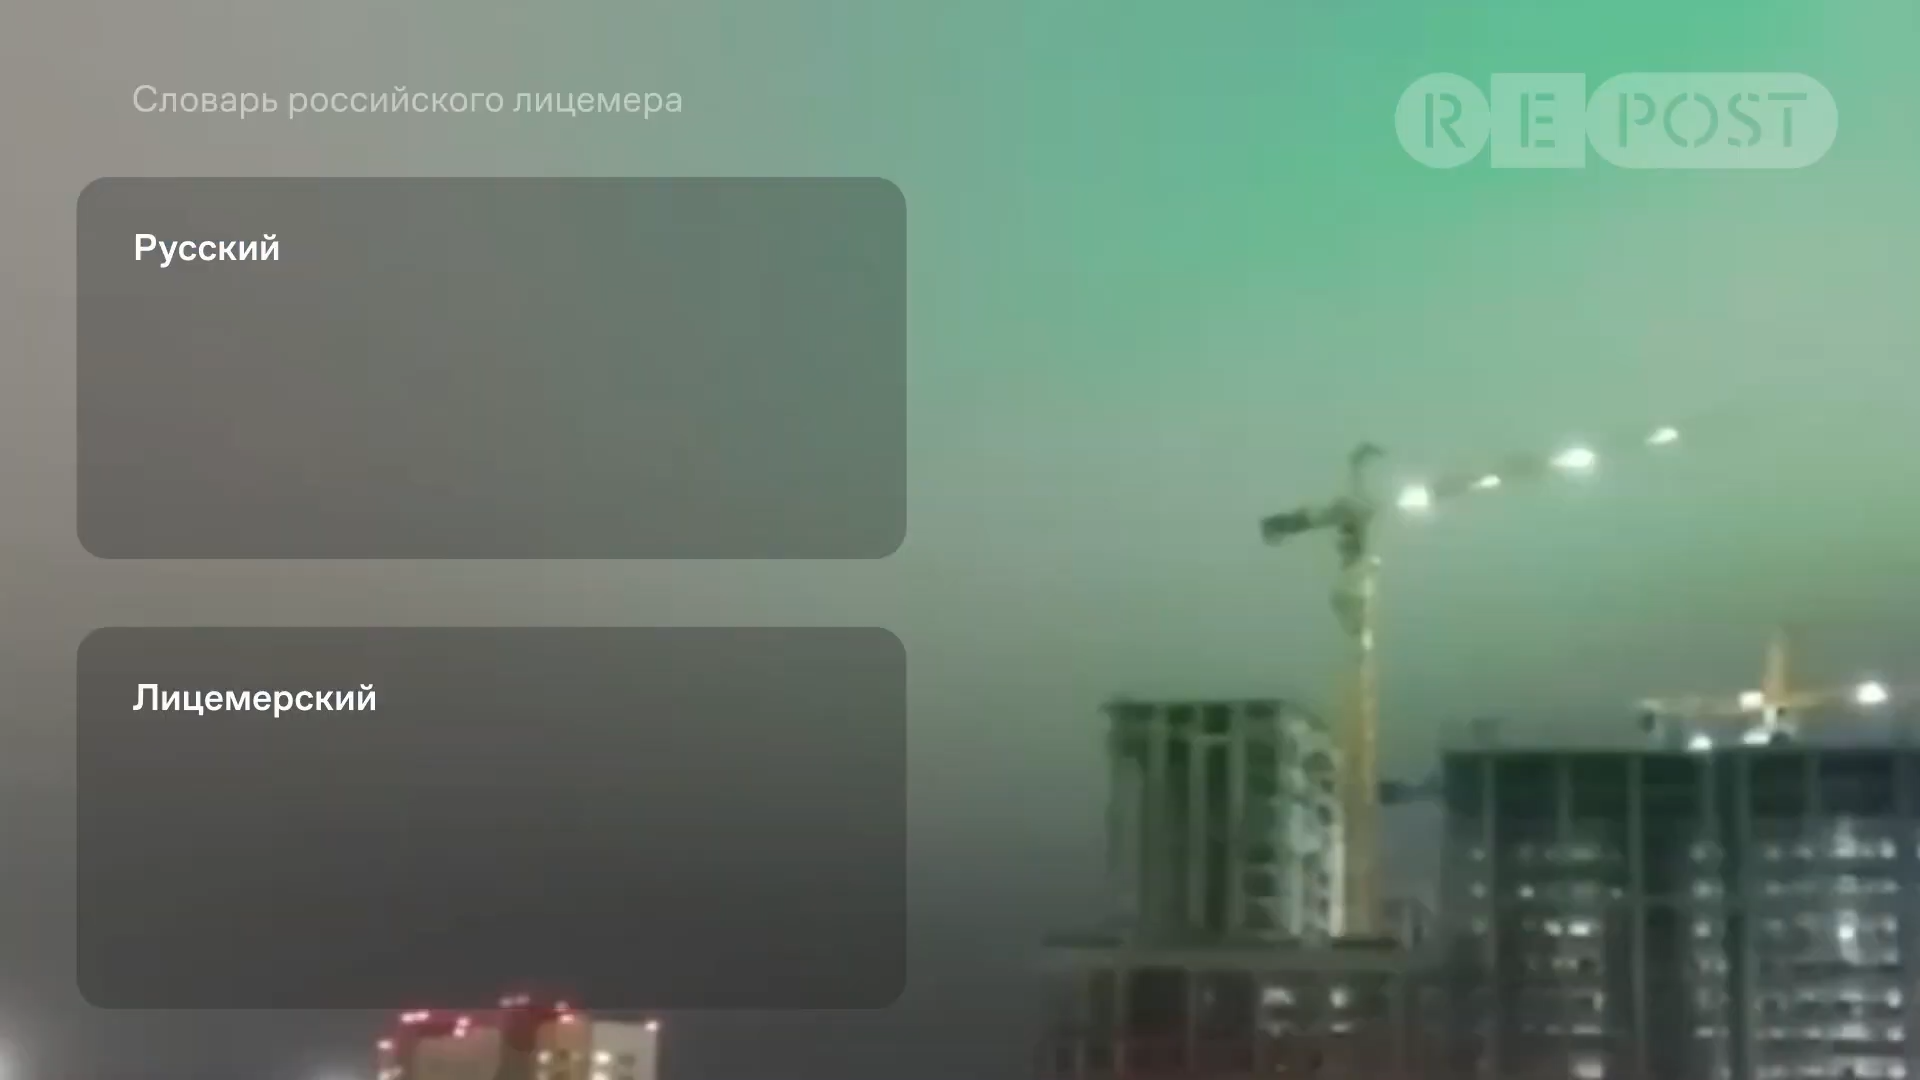 Словарь российского лицемера
REPOST
Русский
Лицемерский